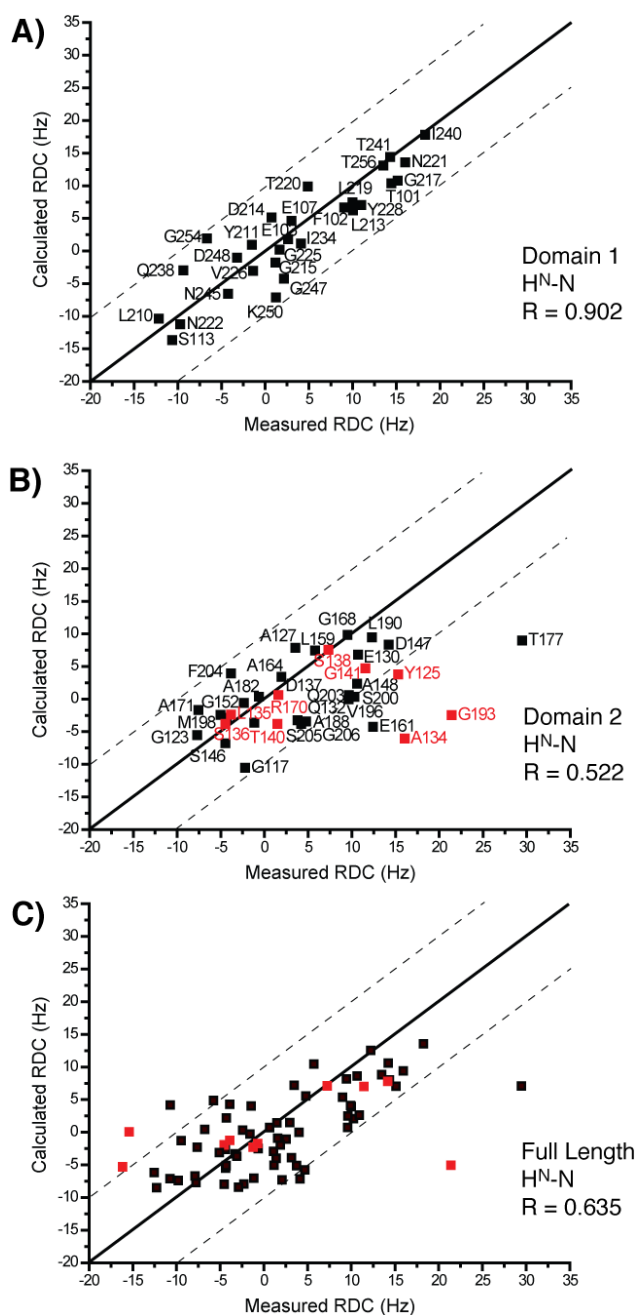 A)
35
30
25
20
15
10
5
0
-5
-10
-15
-20
Calculated RDC (Hz)
I240
T241
T256
N221
G217
T220
L219
T101
D214
E107
F102
Y228
G254
Y211
E103
I234
L213
D248
G225
Q238
V226
G215
N245
G247
L210
K250
N222
S113
Domain 1
Hᴺ-N
R = 0.902
-20 -15 -10 -5 0 5 10 15 20 25 30 35
Measured RDC (Hz)
B)
35
30
25
20
15
10
5
0
-5
-10
-15
-20
Calculated RDC (Hz)
G168
L190
A127
L159
D147
T177
S138
E130
F204
A164
G141
Y125
A182
D137
A148
A171
G152
R170
Q203
S200
Q132
V196
G193
M198
L135
A188
G123
S136
T140
S205
G206
E161
A134
S146
G117
Domain 2
Hᴺ-N
R = 0.522
-20 -15 -10 -5 0 5 10 15 20 25 30 35
Measured RDC (Hz)
C)
35
30
25
20
15
10
5
0
-5
-10
-15
-20
Calculated RDC (Hz)
Full Length
Hᴺ-N
R = 0.635
-20 -15 -10 -5 0 5 10 15 20 25 30 35
Measured RDC (Hz)